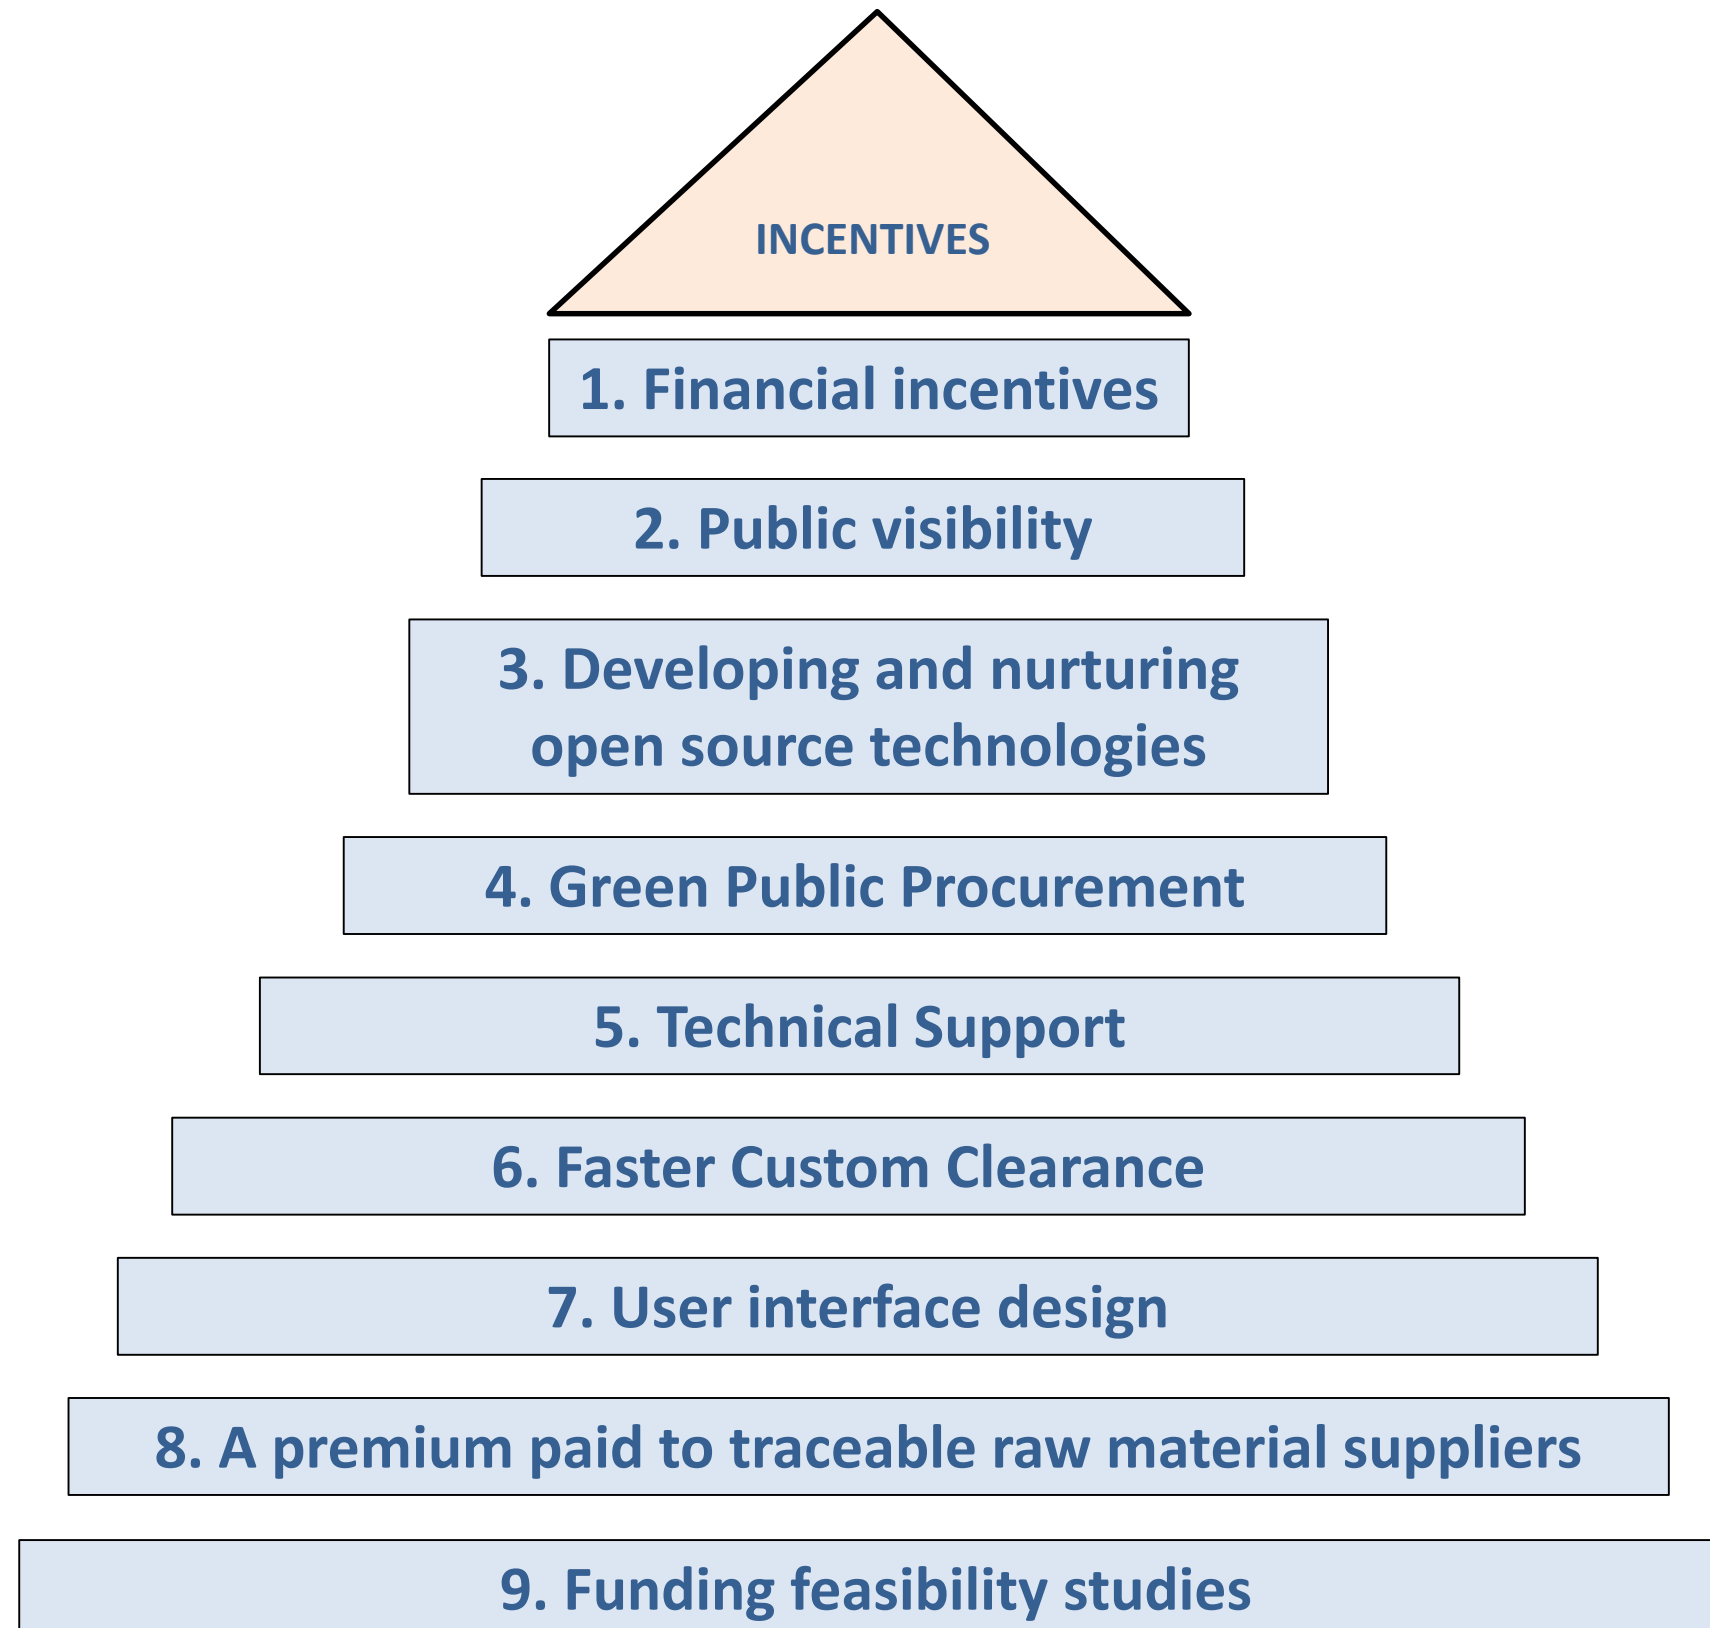 INCENTIVES
1. Financial incentives
2. Public visibility
3. Developing and nurturing
open source technologies
4. Green Public Procurement
5. Technical Support
6. Faster Custom Clearance
7. User interface design
8. A premium paid to traceable raw material suppliers
9. Funding feasibility studies